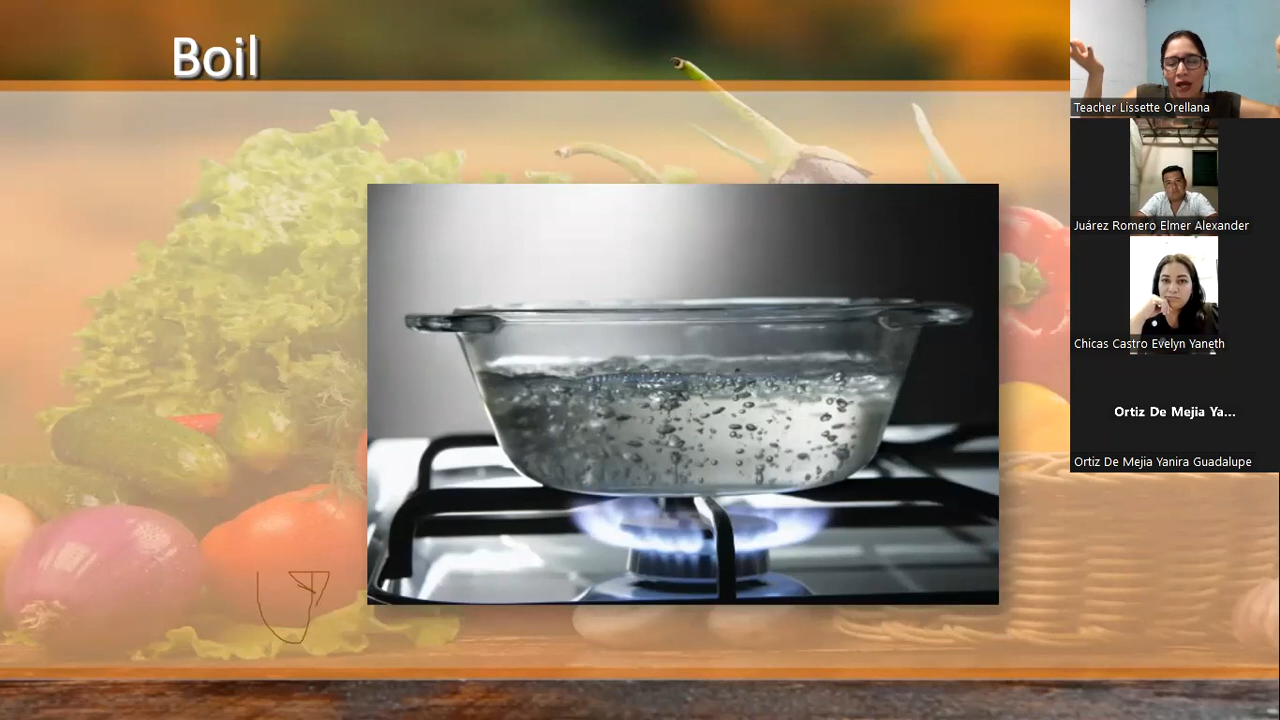 Boil
Teacher Lissette Orellana
Juárez Romero Elmer Alexander
Chicas Castro Evelyn Yaneth
Ortiz De Mejia Ya...
Ortiz De Mejia Yanira Guadalupe